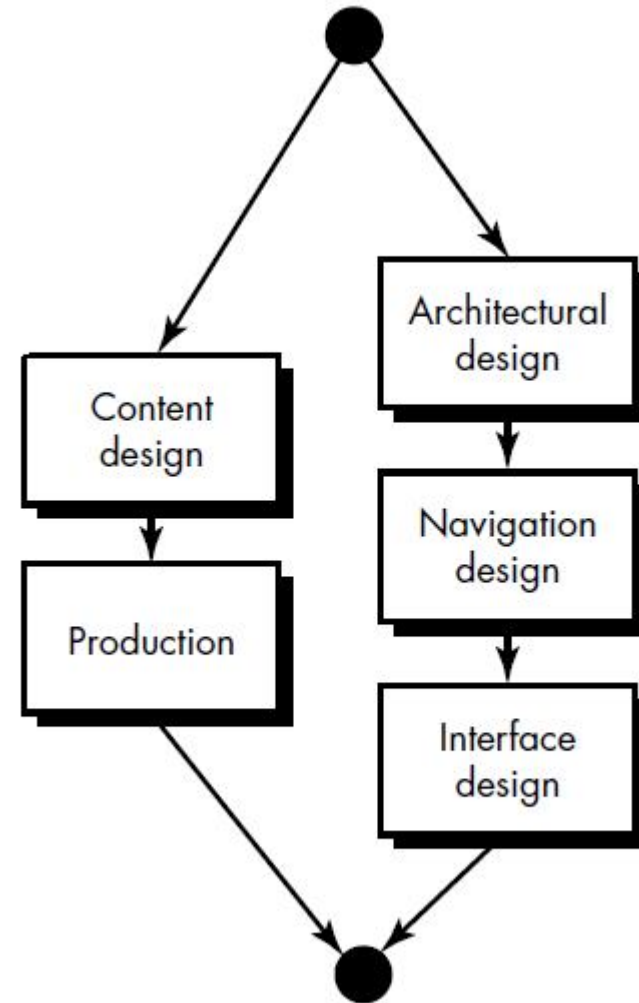 Content
design
Production
Architectural
design
Navigation
design
Interface
design